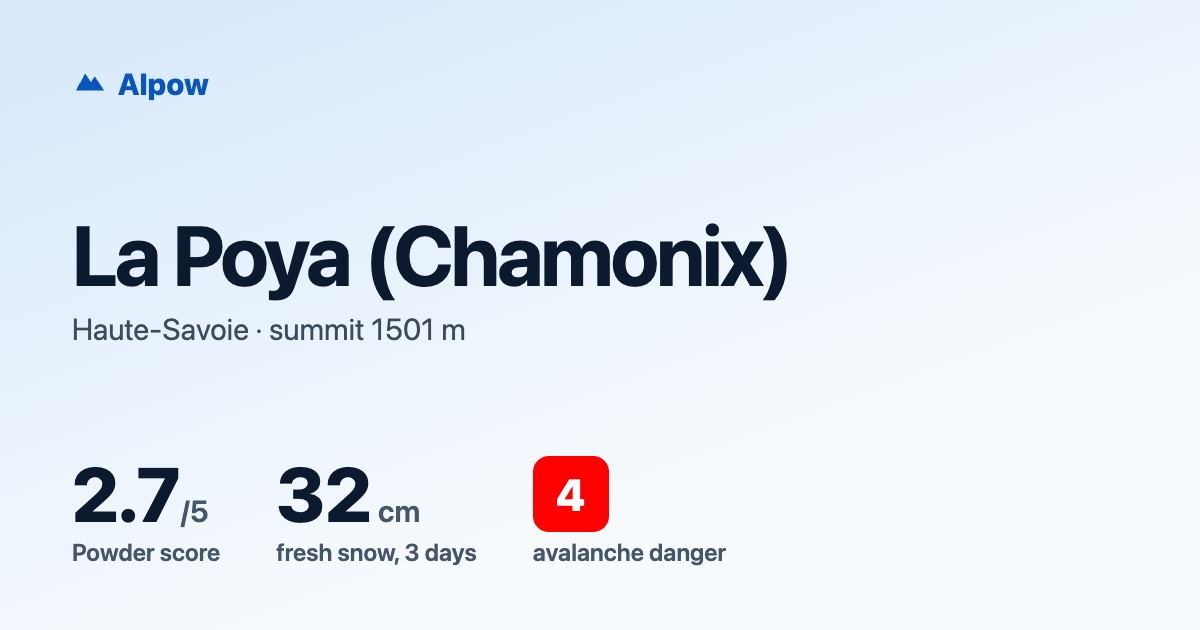 Alpow
La Poya (Chamonix)
Haute-Savoie · summit 1501 m
2.7/5 32 cm 4
Powder score fresh snow, 3 days avalanche danger